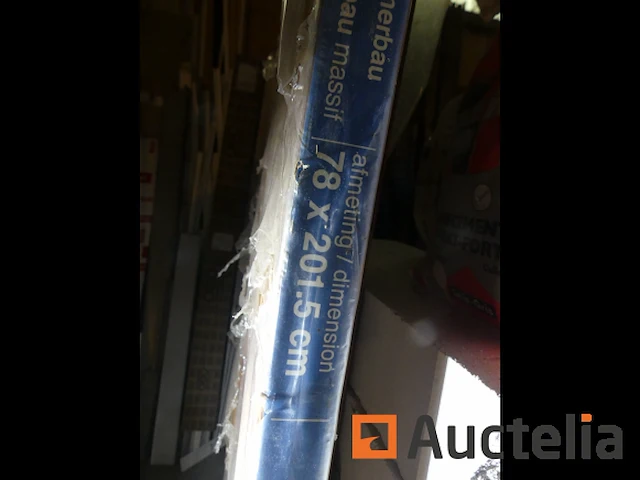 nerbau
au massif
afmeting / dimension
78 x 201.5 cm
Auctelia